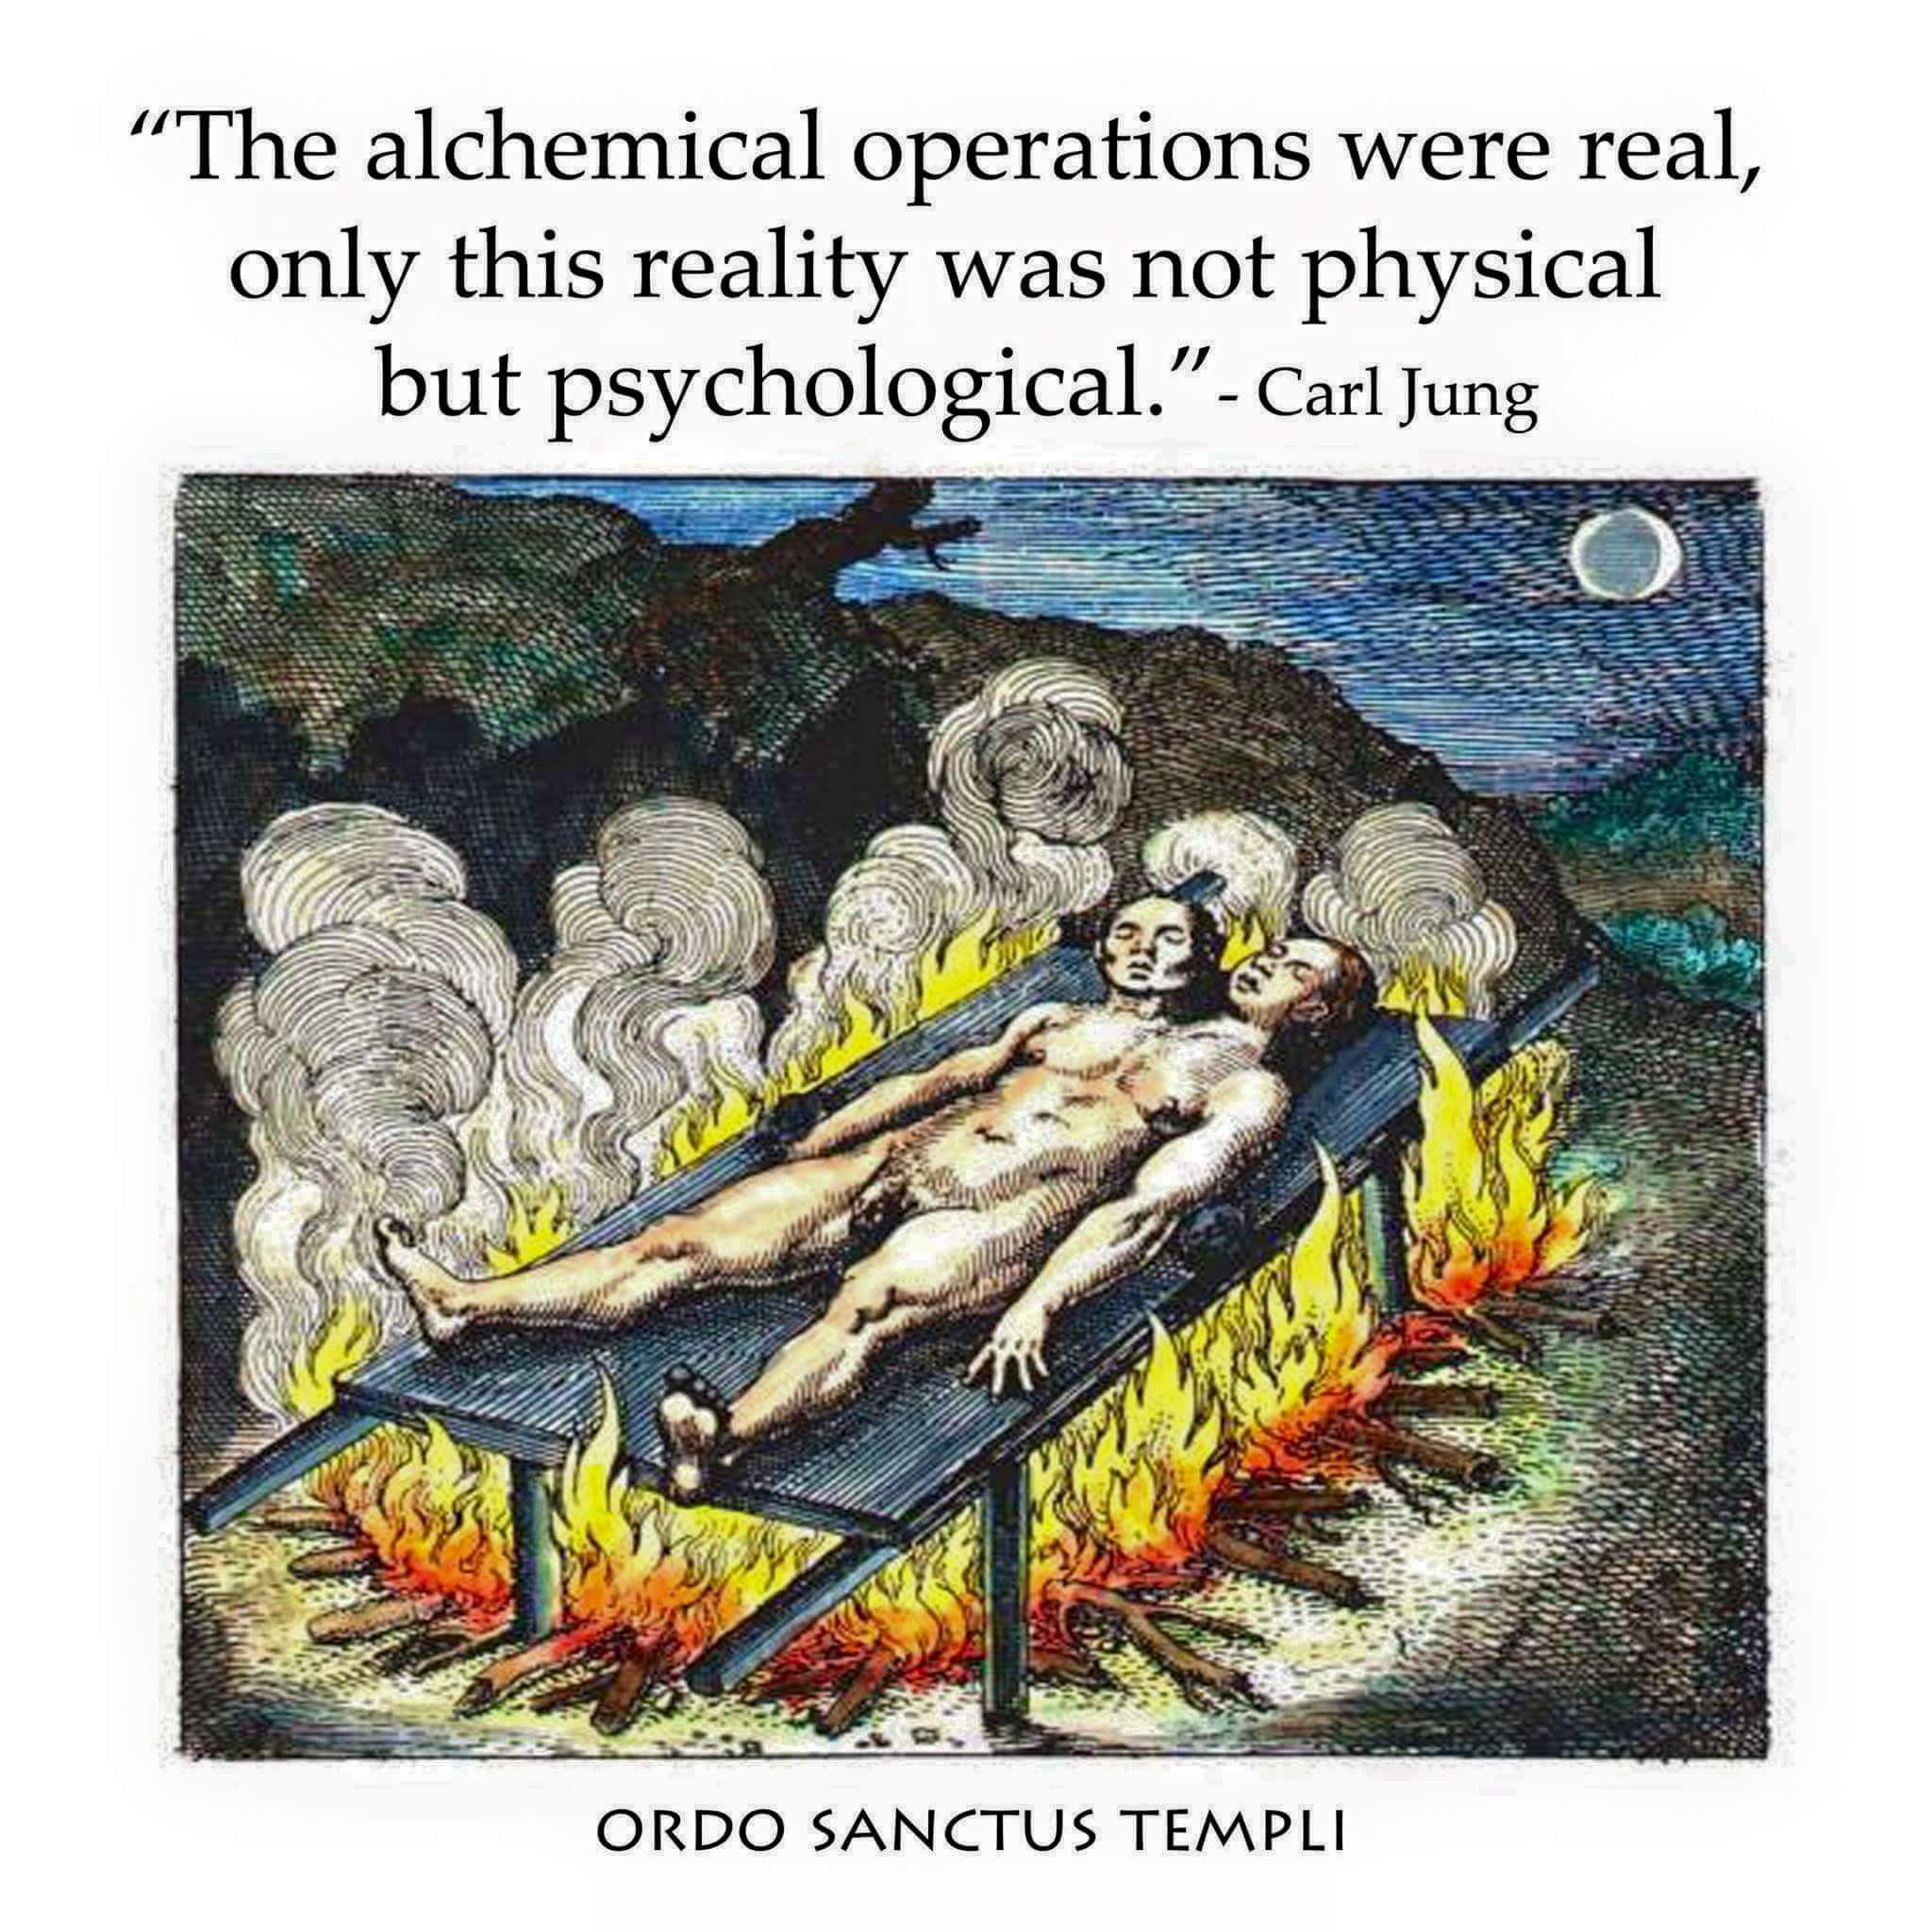 “The alchemical operations were real,
only this reality was not physical
but psychological.”- Carl Jung
ORDO SANCTUS TEMPLI